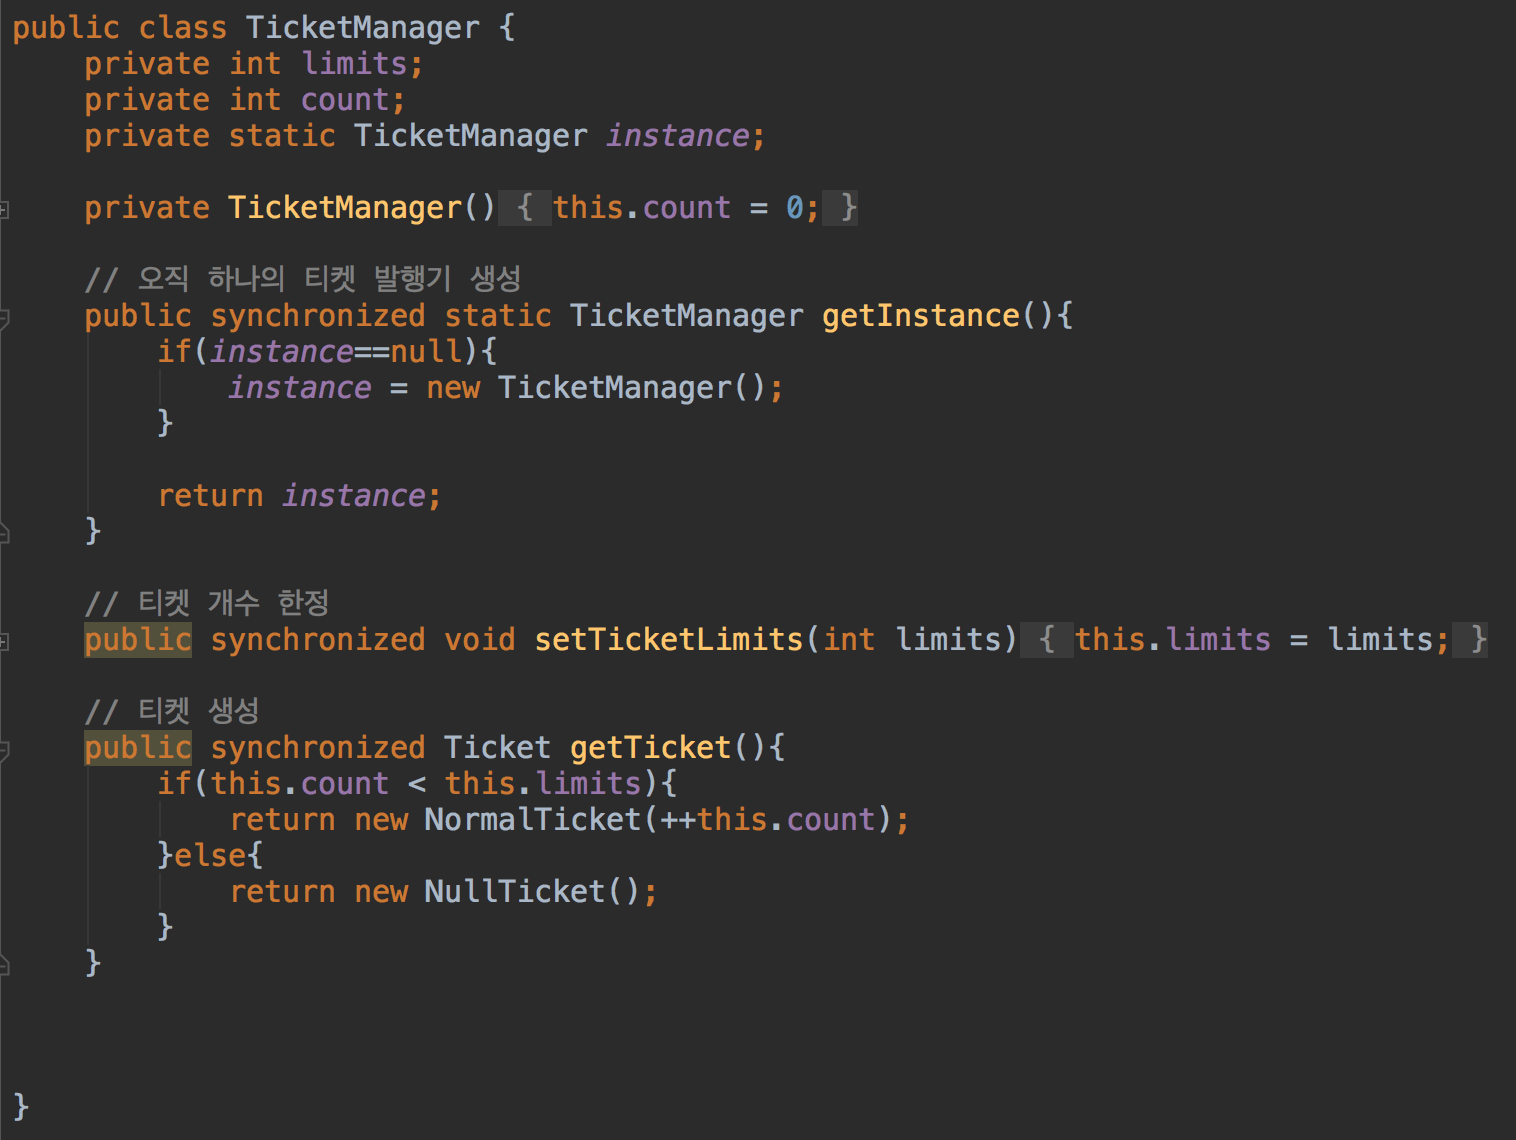 public class TicketManager {
    private int limits;
    private int count;
    private static TicketManager instance;
    private TicketManager() { this.count = 0; }
    // 오직 하나의 티켓 발행기 생성
    public synchronized static TicketManager getInstance(){
        if(instance==null){
            instance = new TicketManager();
        }
        return instance;
    }
    // 티켓 개수 한정
    public synchronized void setTicketLimits(int limits) { this.limits = limits; }
    // 티켓 생성
    public synchronized Ticket getTicket(){
        if(this.count < this.limits){
            return new NormalTicket(++this.count);
        }else{
            return new NullTicket();
        }
    }
}